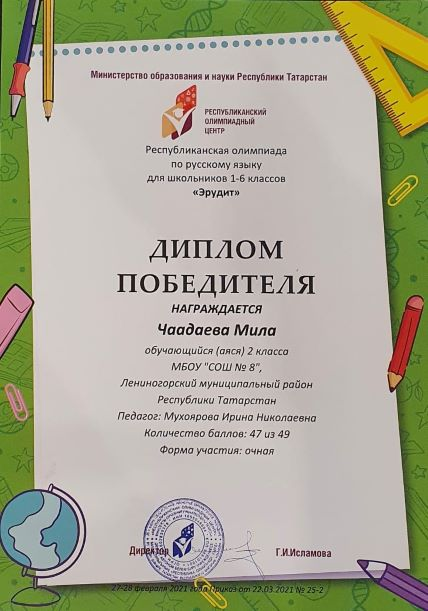 Министерство образования и науки Республики Татарстан
РЕСПУБЛИКАНСКИЙ
ОЛИМПИАДНЫЙ
ЦЕНТР
Республиканская олимпиада
по русскому языку
для школьников 1-6 классов
«Эрудит»
ДИПЛОМ
ПОБЕДИТЕЛЯ
НАГРАЖДАЕТСЯ
Чаадаева Мила
обучающийся (аяся) 2 класса
МБОУ "СОШ № 8",
Лениногорский муниципальный район
Республики Татарстан
Педагог: Мухоярова Ирина Николаевна
Количество баллов: 47 из 49
Форма участия: очная
Директор Г.И.Исламова
27-28 февраля 2021 года Приказ от 22.03.2021 № 25-2